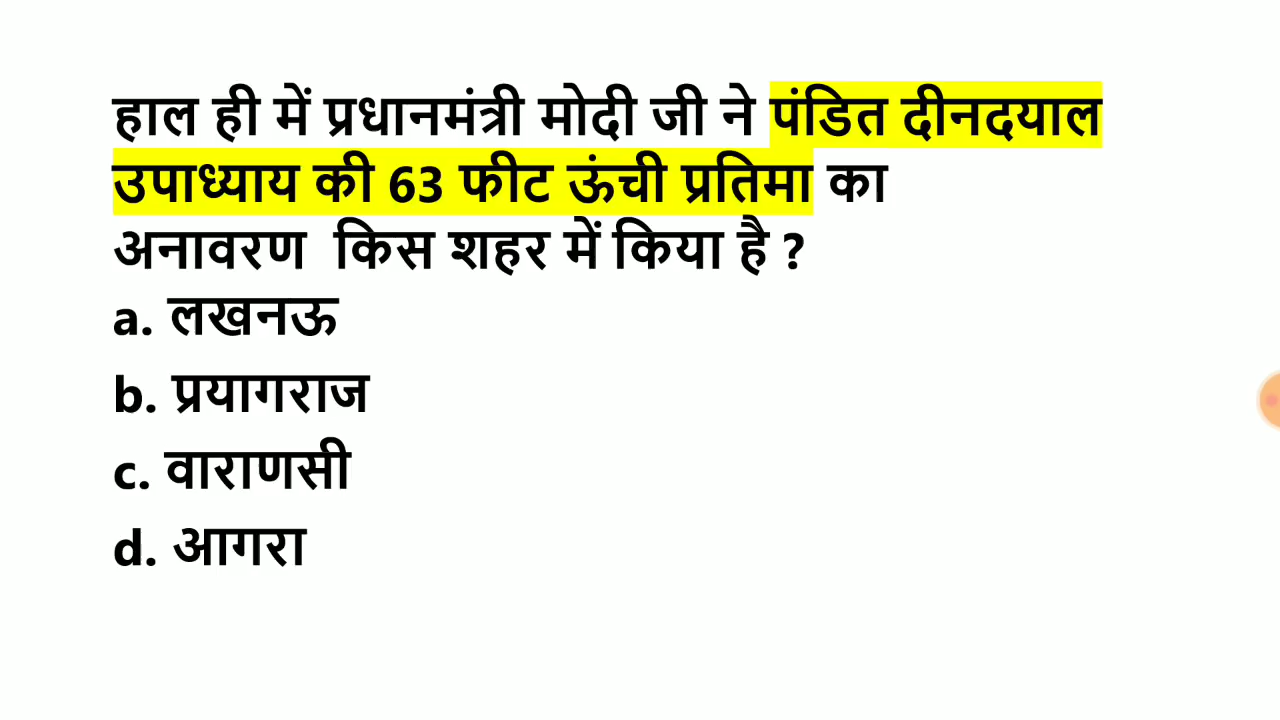 हाल ही में प्रधानमंत्री मोदी जी ने पंडित दीनदयाल
उपाध्याय की 63 फीट ऊंची प्रतिमा का
अनावरण किस शहर में किया है ?
a. लखनऊ
b. प्रयागराज
c. वाराणसी
d. आगरा